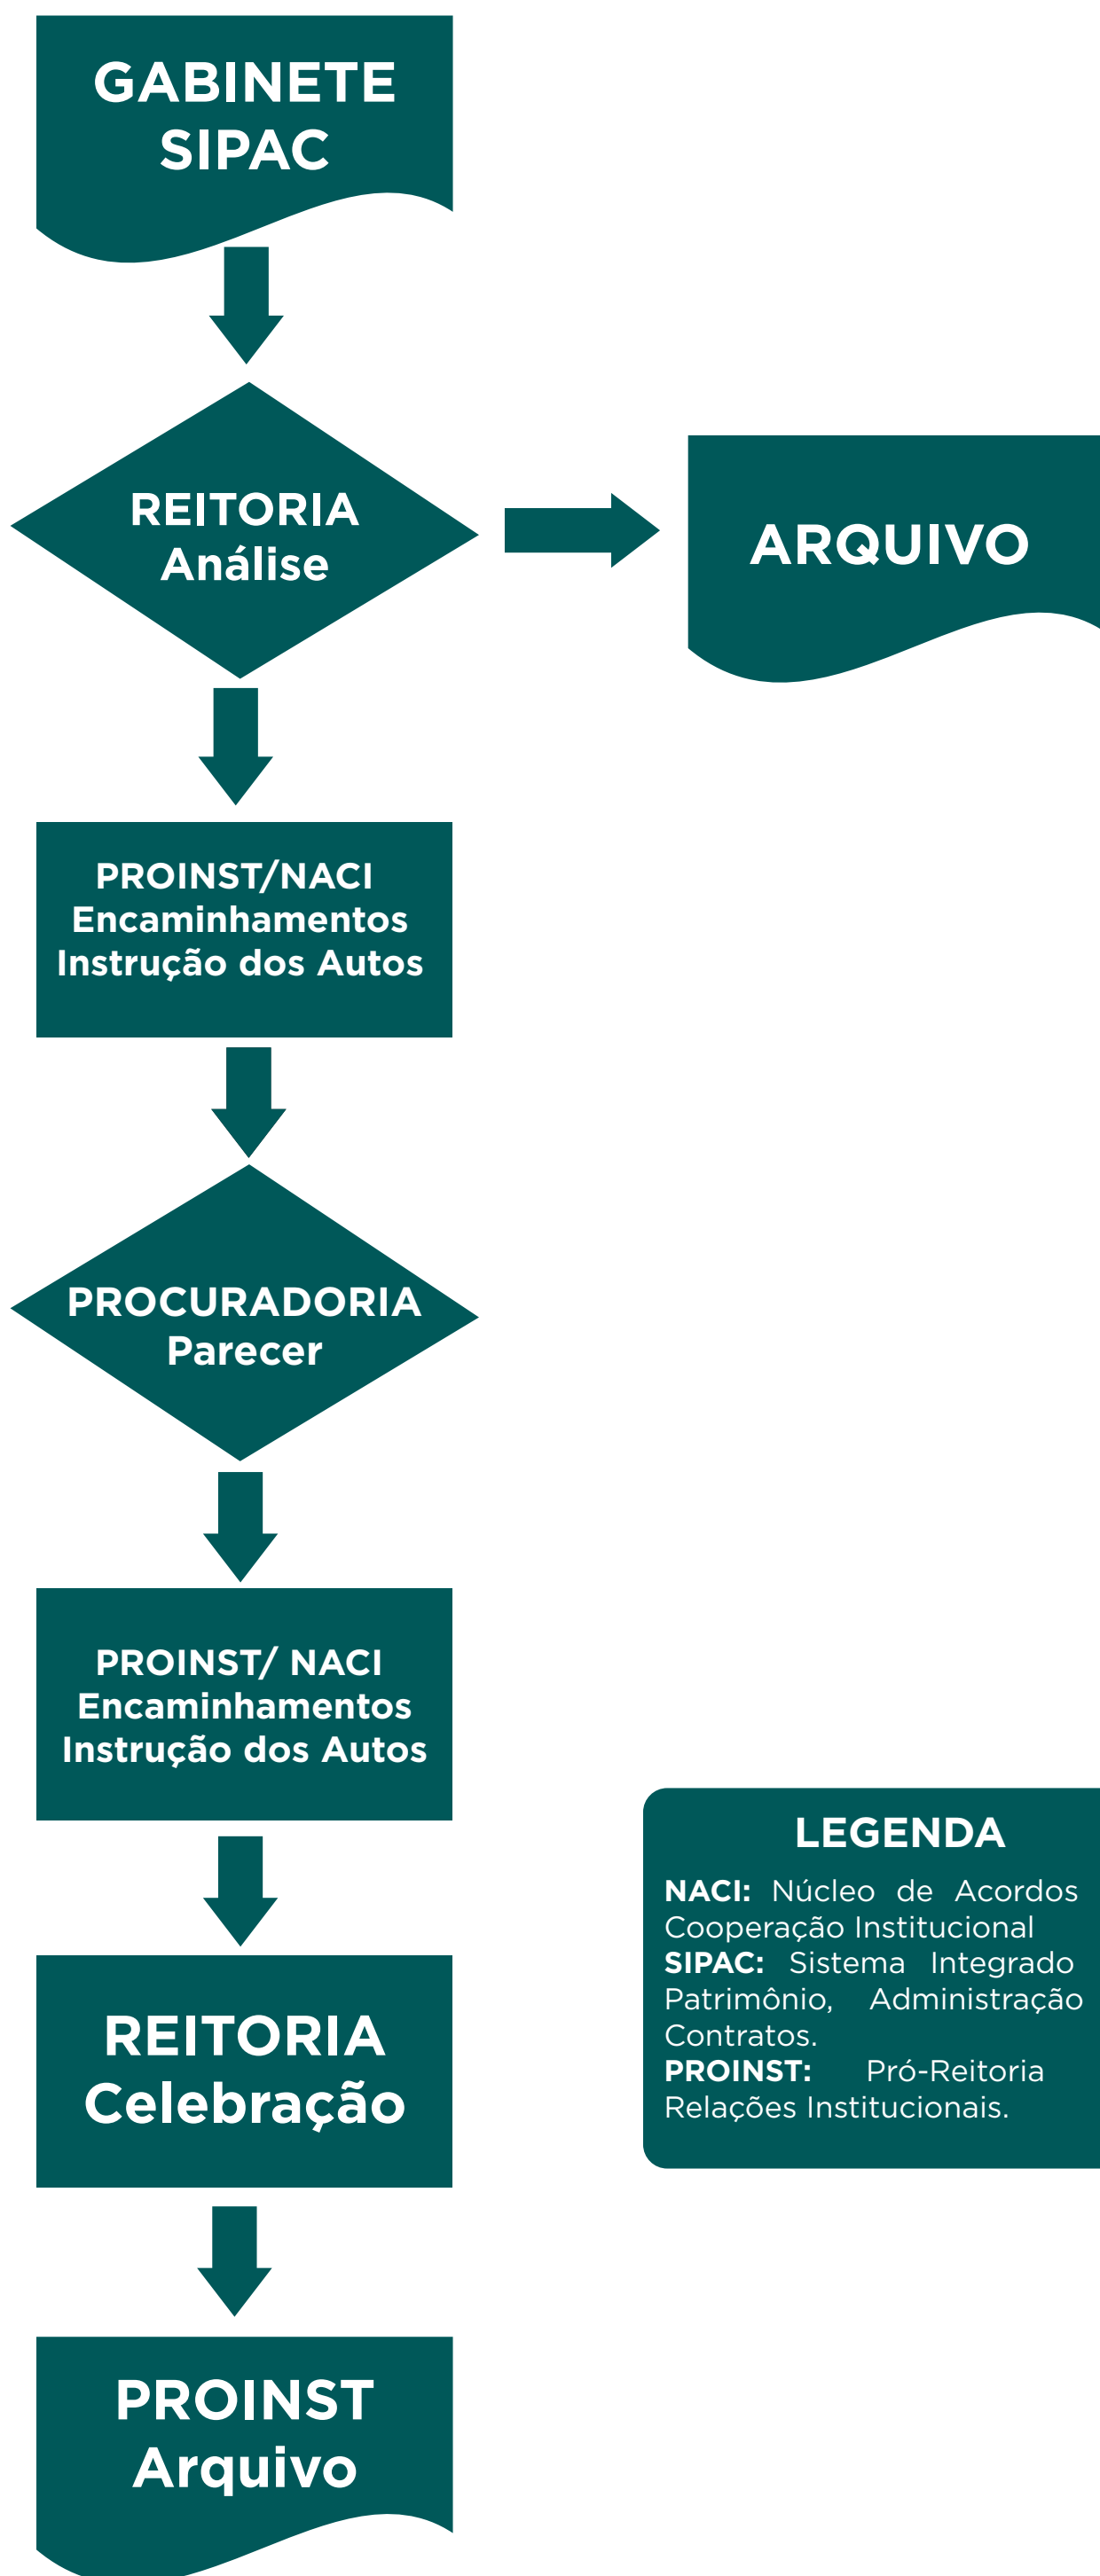 GABINETE
SIPAC
REITORIA
Análise
ARQUIVO
PROINST/NACI
Encaminhamentos
Instrução dos Autos
PROCURADORIA
Parecer
PROINST/ NACI
Encaminhamentos
Instrução dos Autos
LEGENDA
NACI: Núcleo de Acordos
Cooperação Institucional
SIPAC: Sistema Integrado
Patrimônio, Administração
Contratos.
PROINST: Pró-Reitoria
Relações Institucionais.
REITORIA
Celebração
PROINST
Arquivo